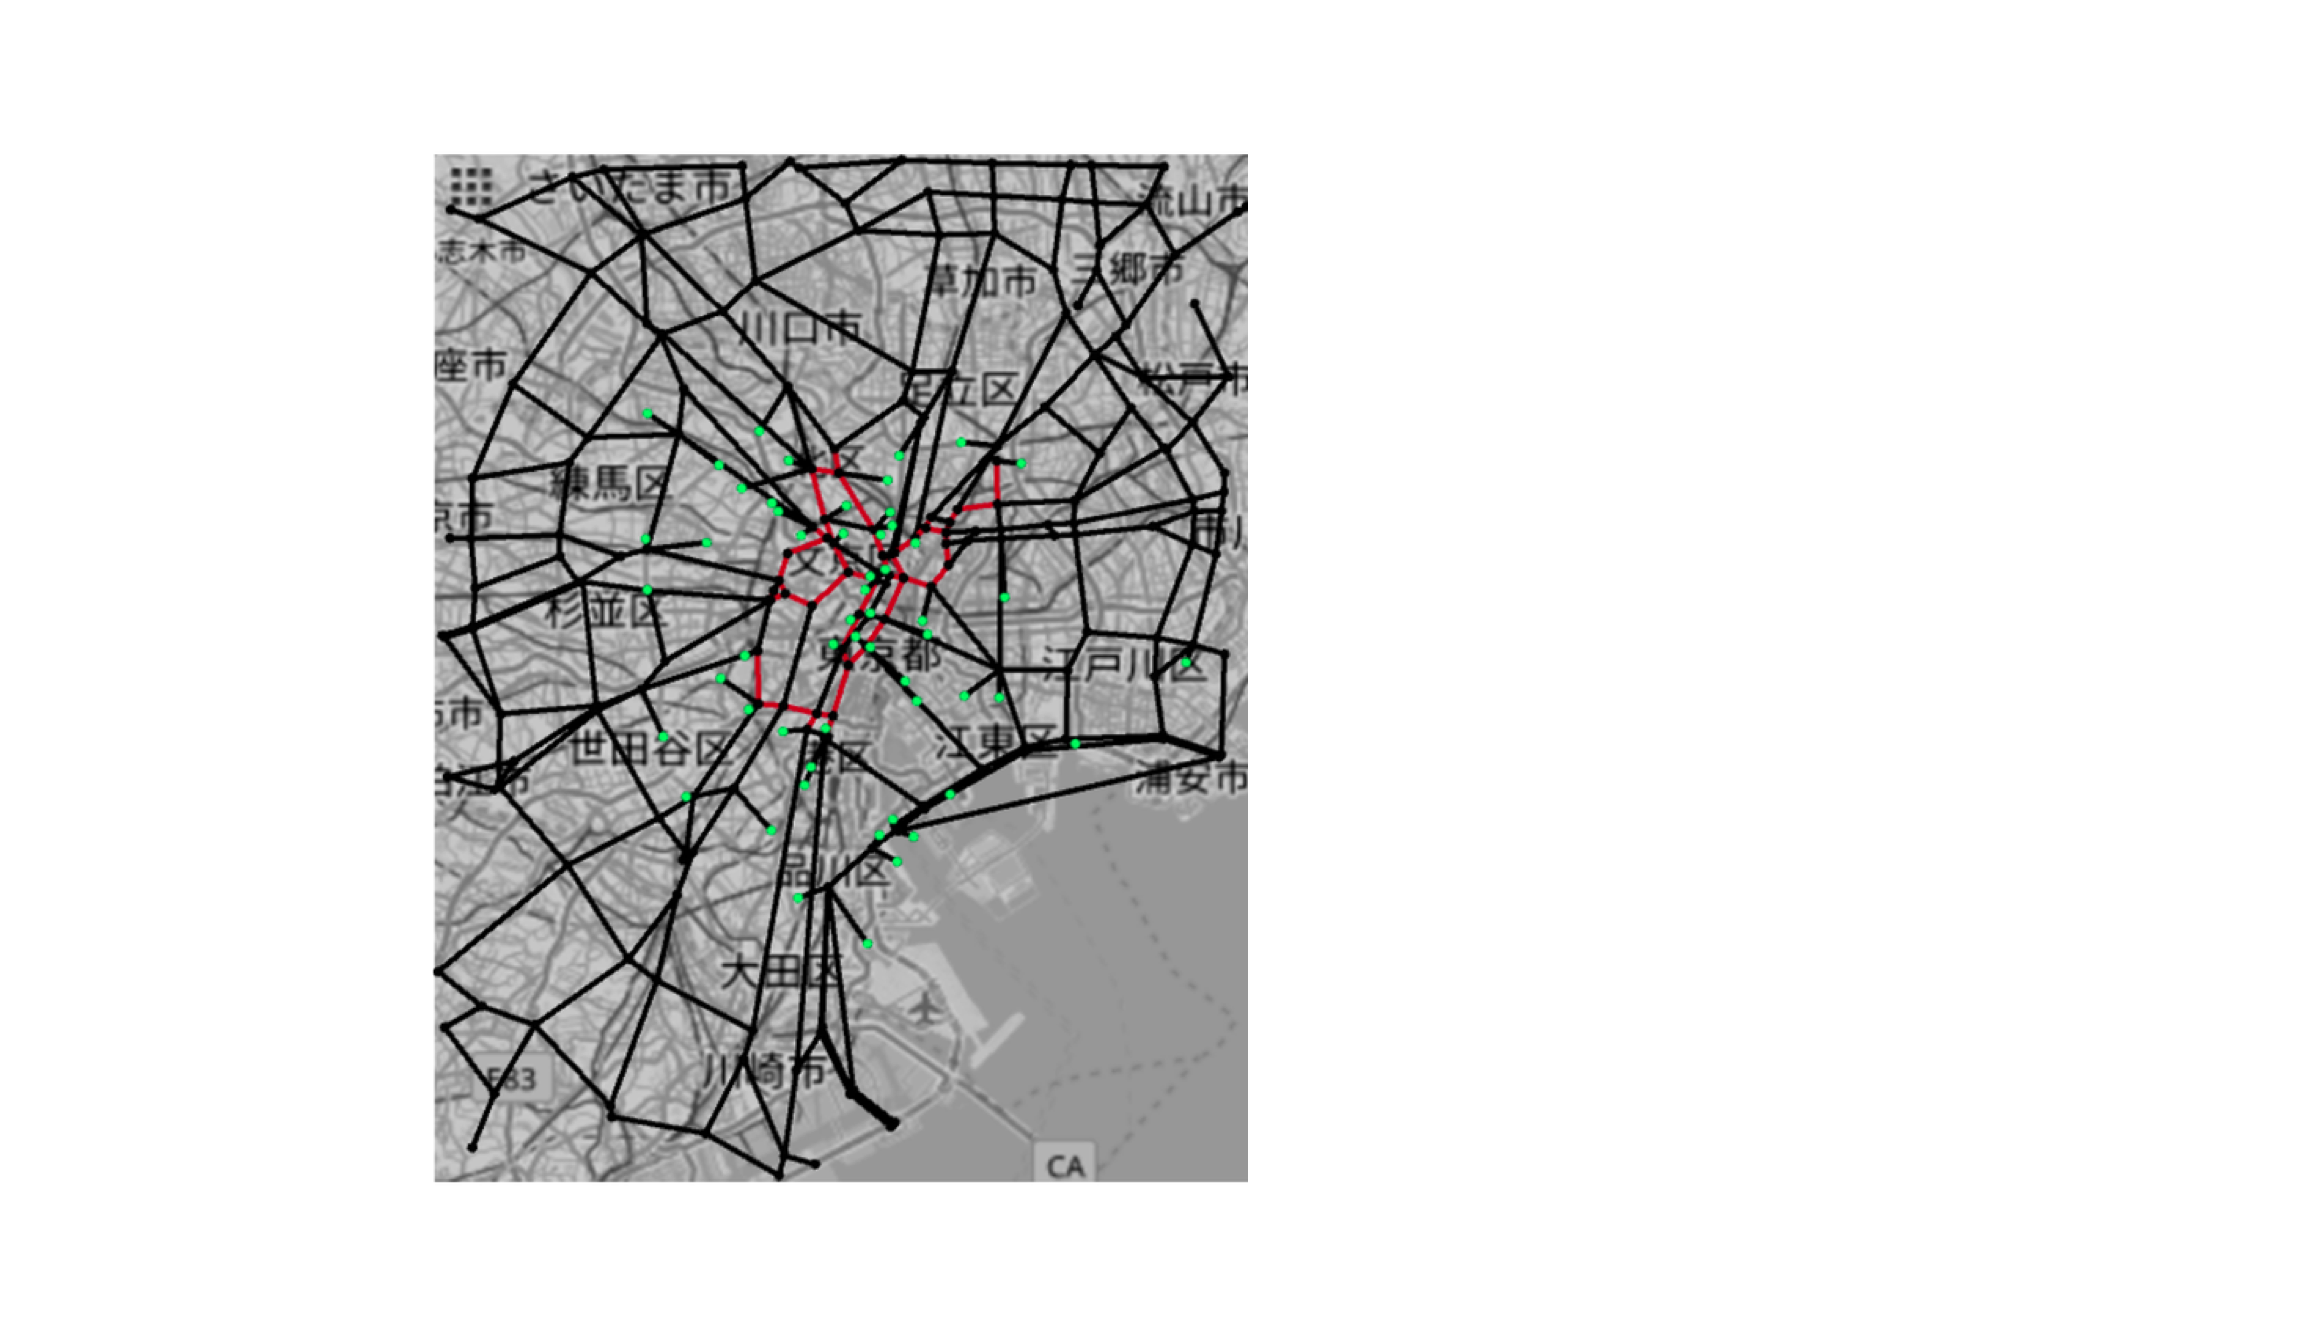 さいたま市
流山市
志木市
草加市
三郷市
川口市
座市
足立区
松戸市
北区
練馬区
京市
市川
文京区
杉並区
東京都
江戸川区
世田谷区
港区
江東区
狛江市
浦安市
品川区
大田区
川崎市
E83
CA